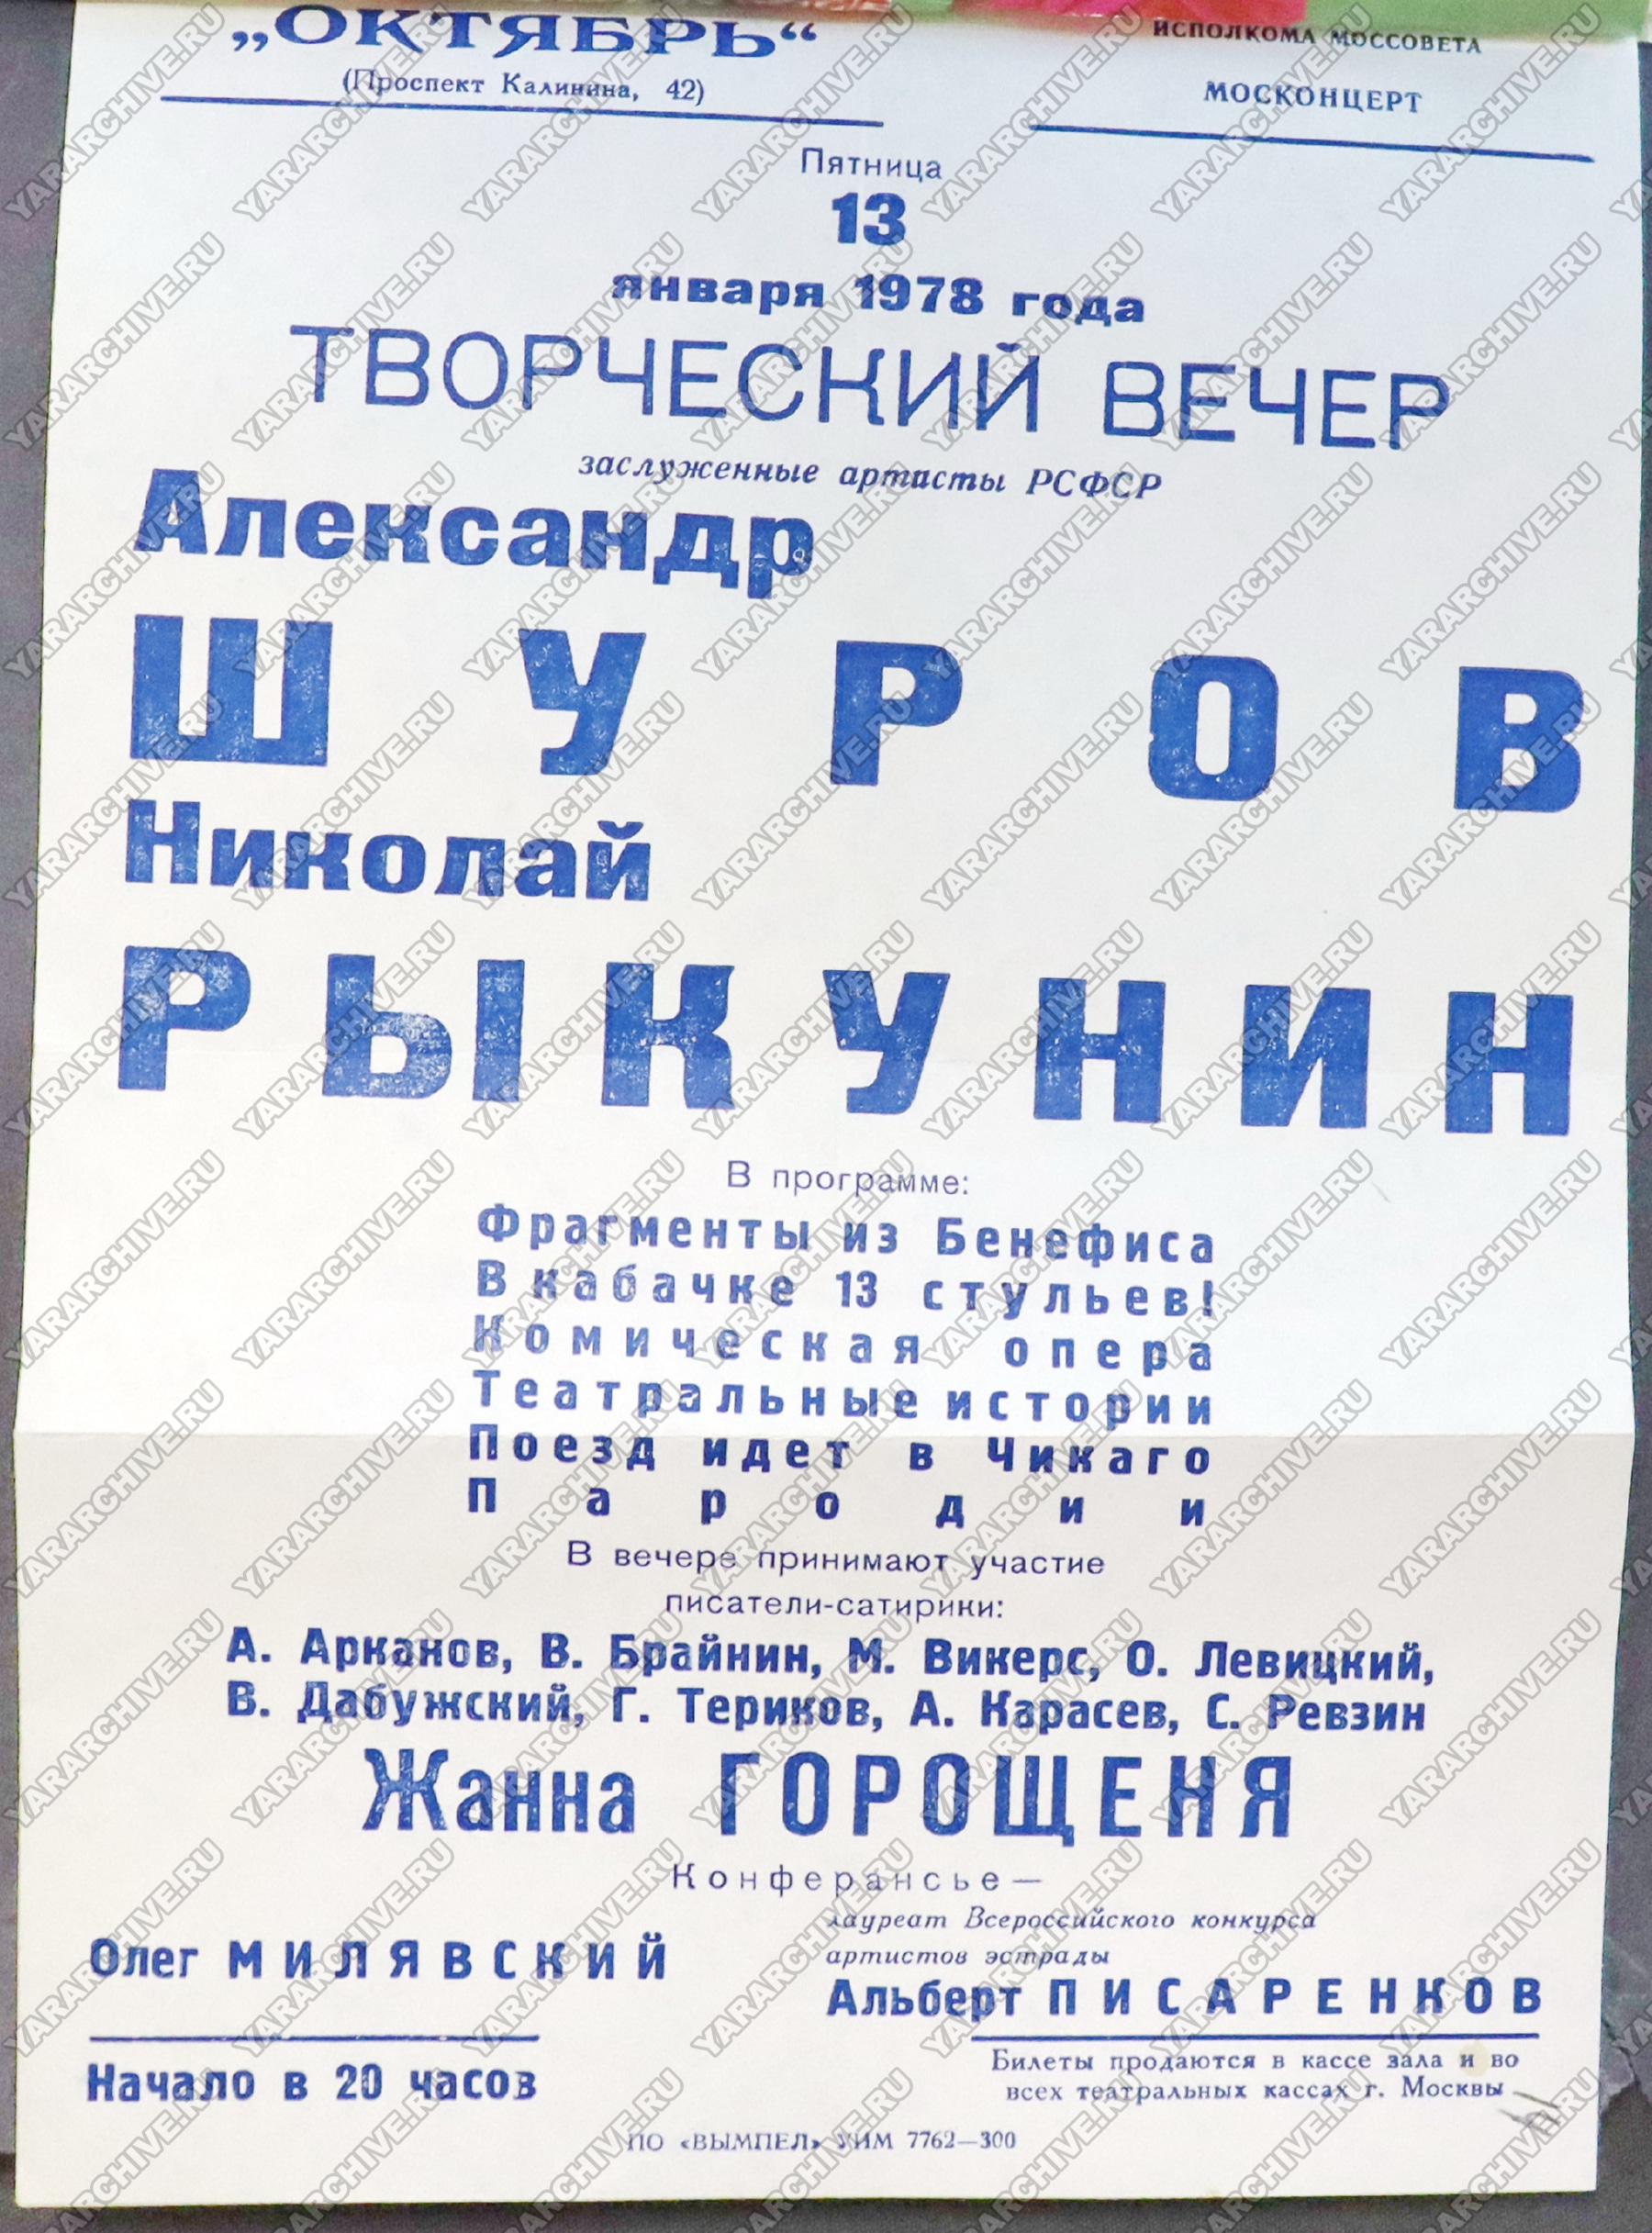 „ОКТЯБРЬ“
(Проспект Калинина, 42)
ИСПОЛКОМА МОССОВЕТА
МОСКОНЦЕРТ
Пятница
13
января 1978 года
ТВОРЧЕСКИЙ ВЕЧЕР
заслуженные артисты РСФСР
Александр
ШУРОВ
Николай
РЫКУНИН
В программе:
Фрагменты из Бенефиса
В кабачке 13 стульев!
Комическая опера
Театральные истории
Поезд идет в Чикаго
Пародии
В вечере принимают участие
писатели-сатирики:
А. Арканов, В. Брайнин, М. Викерс, О. Левицкий,
В. Дабужский, Г. Териков, А. Карасев, С. Ревзин
Жанна ГОРОЩЕНЯ
Конферансье—
Олег МИЛЯВСКИЙ
лауреат Всероссийского конкурса
артистов эстрады
Альберт ПИСАРЕНКОВ
Начало в 20 часов
Билеты продаются в кассе зала и во
всех театральных кассах г. Москвы
ПО «ВЫМПЕЛ» УИМ 7762—300
YARARCHIVE.RU